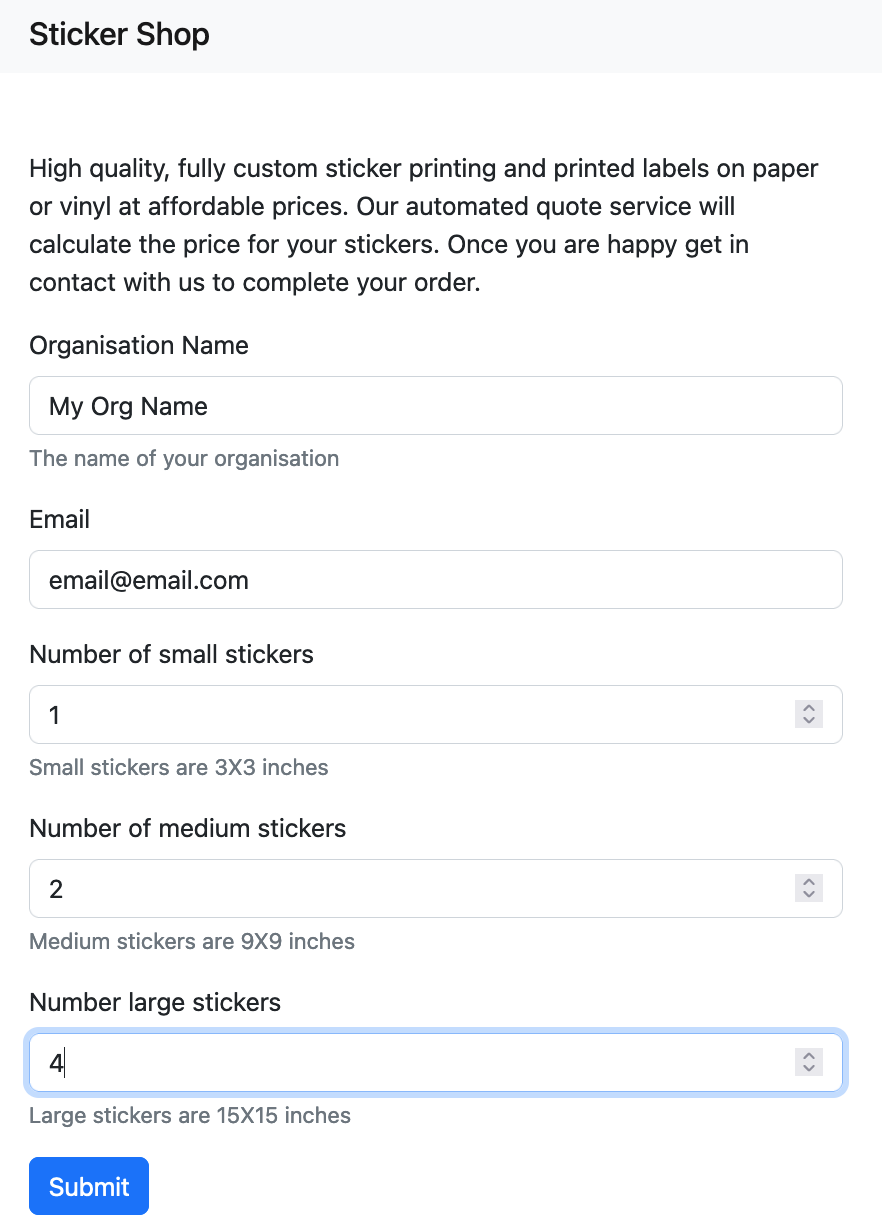 Sticker Shop
High quality, fully custom sticker printing and printed labels on paper
or vinyl at affordable prices. Our automated quote service will
calculate the price for your stickers. Once you are happy get in
contact with us to complete your order.
Organisation Name
My Org Name
The name of your organisation
Email
email@email.com
Number of small stickers
1
Small stickers are 3X3 inches
Number of medium stickers
2
Medium stickers are 9X9 inches
Number large stickers
4
Large stickers are 15X15 inches
Submit